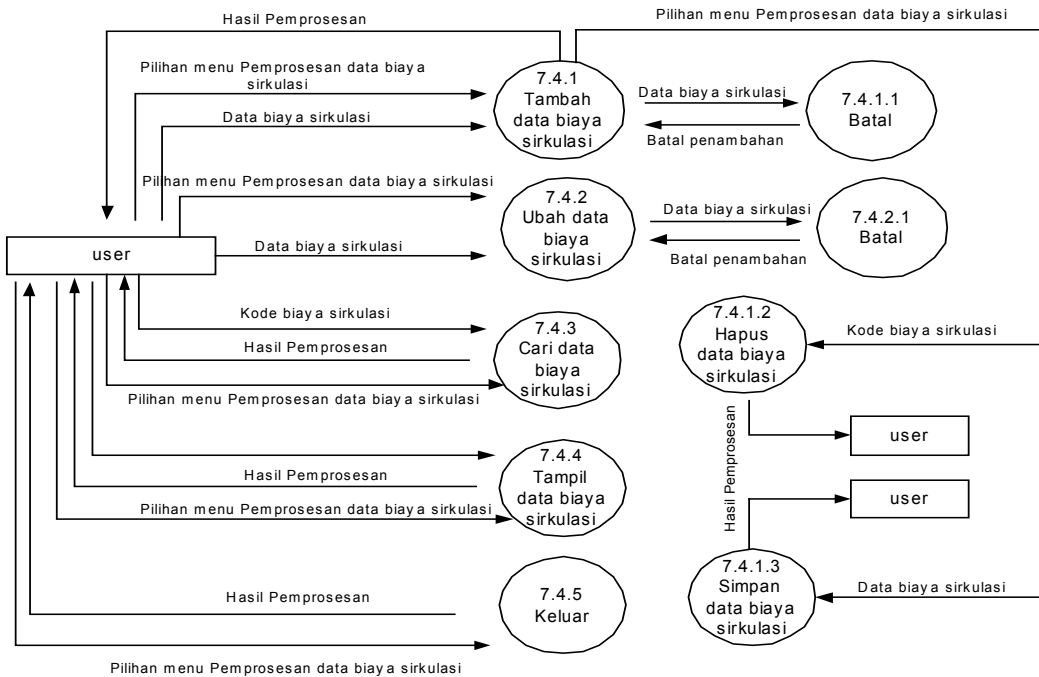 Hasil Pemprosesan
Pilihan menu Pemprosesan data biaya sirkulasi
Pilihan menu Pemprosesan data biaya
sirkulasi
Data biaya sirkulasi
7.4.1
Tambah
data biaya
sirkulasi
Data biaya sirkulasi
Batal penambahan
7.4.1.1
Batal
Pilihan menu Pemprosesan data biaya sirkulasi
7.4.2
Ubah data
biaya
sirkulasi
Data biaya sirkulasi
Batal penambahan
7.4.2.1
Batal
user
Data biaya sirkulasi
Kode biaya sirkulasi
Hasil Pemprosesan
Pilihan menu Pemprosesan data biaya sirkulasi
7.4.3
Cari data
biaya
sirkulasi
7.4.1.2
Hapus
data biaya
sirkulasi
Kode biaya sirkulasi
Hasil Pemprosesan
user
user
Hasil Pemprosesan
Pilihan menu Pemprosesan data biaya sirkulasi
7.4.4
Tampil
data biaya
sirkulasi
7.4.1.3
Simpan
data biaya
sirkulasi
Data biaya sirkulasi
Hasil Pemprosesan
7.4.5
Keluar
Pilihan menu Pemprosesan data biaya sirkulasi